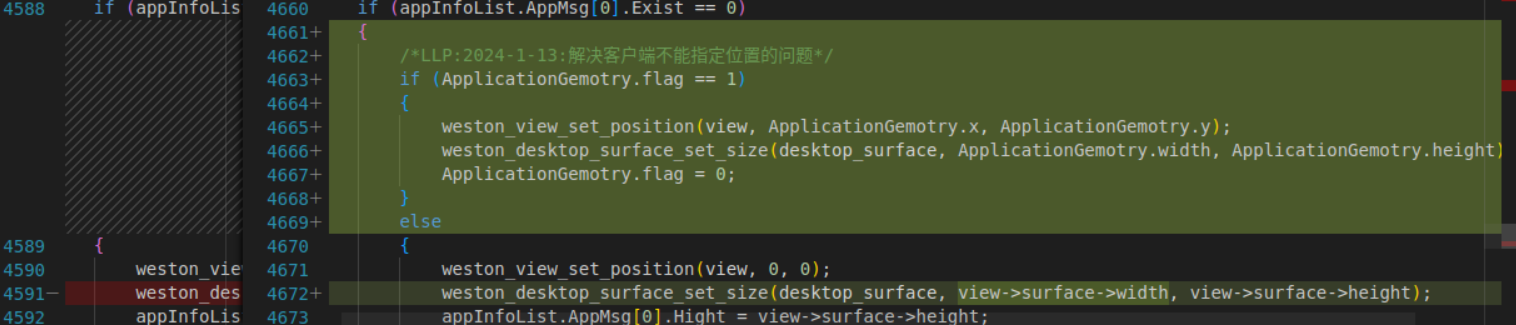 4588 if (appInfoLis
4589 {
4590 weston_vie
4591− weston_des
4592 appInfoLis
4660 if (appInfoList.AppMsg[0].Exist == 0)
4661+ {
4662+ /*LLP:2024-1-13:解决客户端不能指定位置的问题*/
4663+ if (ApplicationGemotry.flag == 1)
4664+ {
4665+ weston_view_set_position(view, ApplicationGemotry.x, ApplicationGemotry.y);
4666+ weston_desktop_surface_set_size(desktop_surface, ApplicationGemotry.width, ApplicationGemotry.height)
4667+ ApplicationGemotry.flag = 0;
4668+ }
4669+ else
4670 {
4671 weston_view_set_position(view, 0, 0);
4672+ weston_desktop_surface_set_size(desktop_surface, view->surface->width, view->surface->height);
4673 appInfoList.AppMsg[0].Hight = view->surface->height;